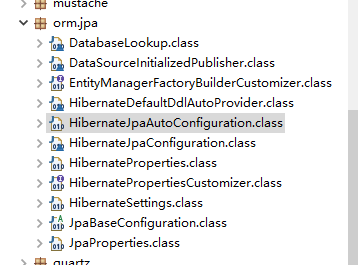 mustache
orm.jpa
DatabaseLookup.class
DataSourceInitializedPublisher.class
EntityManagerFactoryBuilderCustomizer.class
HibernateDefaultDdlAutoProvider.class
HibernateJpaAutoConfiguration.class
HibernateJpaConfiguration.class
HibernateProperties.class
HibernatePropertiesCustomizer.class
HibernateSettings.class
JpaBaseConfiguration.class
JpaProperties.class
quartz